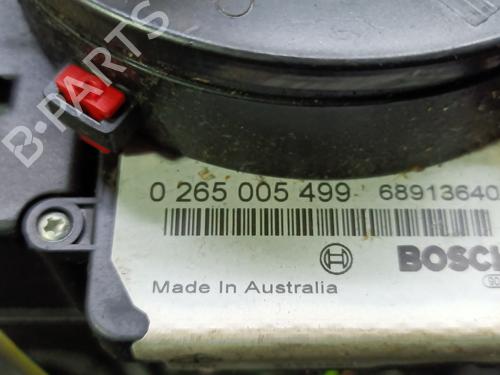 B-PARTS
0 265 005 499 68913640
BOSCH
Made In Australia